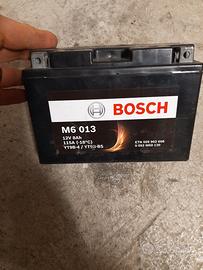 BOSCH
M6 013
12V 8Ah
115A (-18°C)
YT9B-4 / YT9B-BS